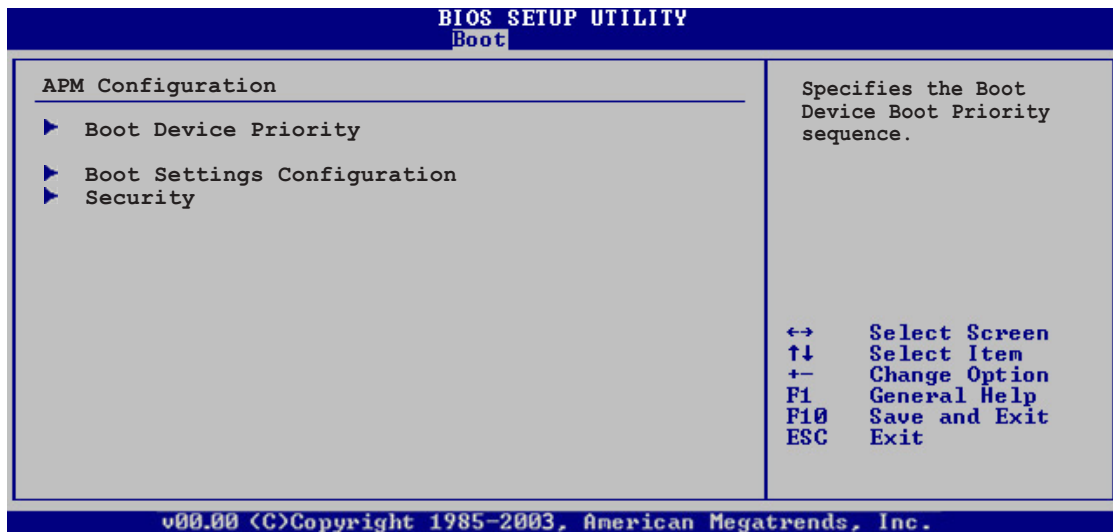 BIOS SETUP UTILITY
Boot
APM Configuration
Boot Device Priority
Boot Settings Configuration
Security
Specifies the Boot
Device Boot Priority
sequence.
←→ Select Screen
↑↓ Select Item
+- Change Option
F1 General Help
F10 Save and Exit
ESC Exit
v00.00 (C)Copyright 1985-2003, American Megatrends, Inc.